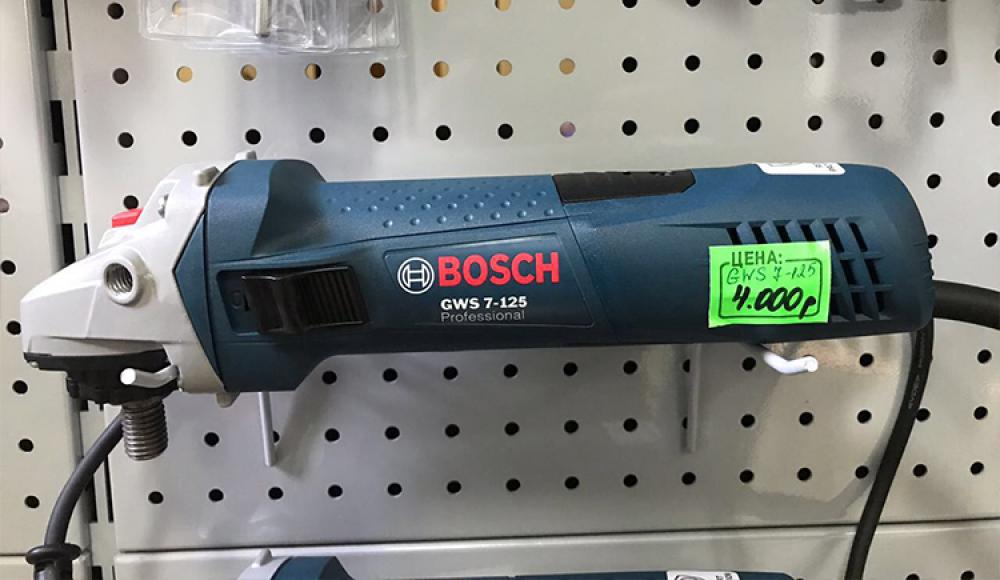 BOSCH
GWS 7-125
Professional
ЦЕНА:
GWS 7-125
4.000р